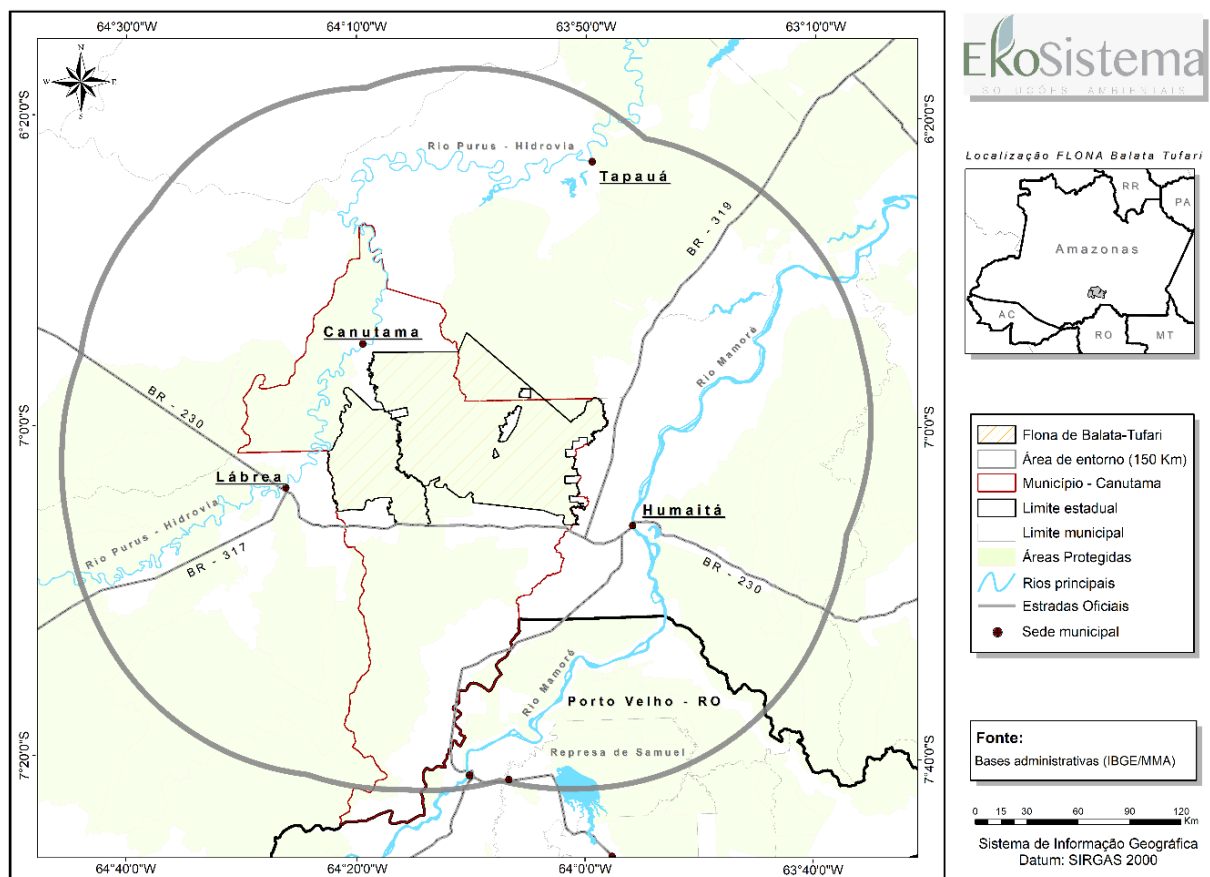 64°30'0"W
64°10'0"W
63°50'0"W
63°10'0"W
EkoSistema
SOLUÇÕES AMBIENTAIS
N
W
E
S
6°20'0"S
6°20'0"S
Rio Purus - Hidrovia
Tapauá
Localização FLONA Balata Tufari
RR
PA
Amazonas
AC
RO
MT
BR - 319
Canutama
Rio Mamoré
BR - 230
7°0'0"S
7°0'0"S
Lábrea
Humaitá
Rio Purus - Hidrovia
BR - 317
BR - 230
Flona de Balata-Tufari
Área de entorno (150 Km)
Município - Canutama
Limite estadual
Limite municipal
Áreas Protegidas
Rios principais
Estradas Oficiais
Sede municipal
Rio Mamoré
Porto Velho - RO
Represa de Samuel
7°20'0"S
7°40'0"S
Fonte:
Bases administrativas (IBGE/MMA)
0 15 30 60 90 120
Km
Sistema de Informação Geográfica
Datum: SIRGAS 2000
64°40'0"W
64°20'0"W
64°0'0"W
63°40'0"W